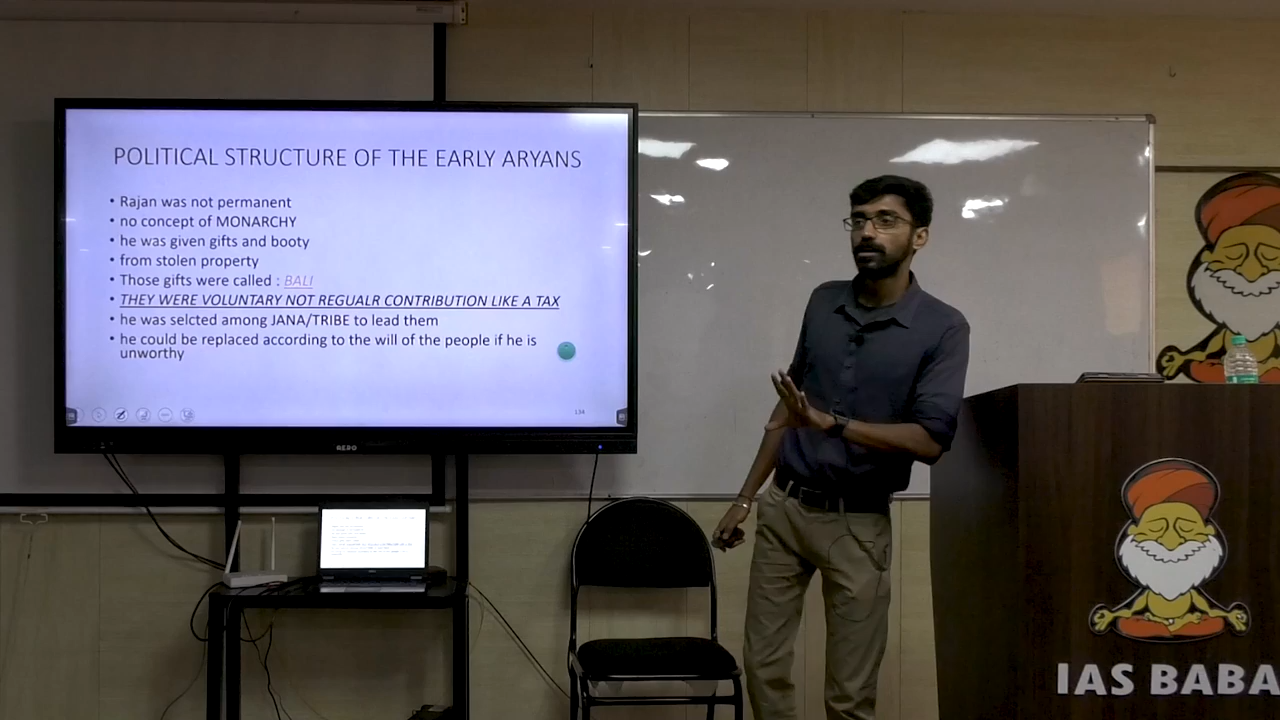 POLITICAL STRUCTURE OF THE EARLY ARYANS
• Rajan was not permanent
• no concept of MONARCHY
• he was given gifts and booty
• from stolen property
• Those gifts were called : BALI
• THEY WERE VOLUNTARY NOT REGUALR CONTRIBUTION LIKE A TAX
• he was selcted among JANA/TRIBE to lead them
• he could be replaced according to the will of the people if he is
unworthy
134
IAS BABA